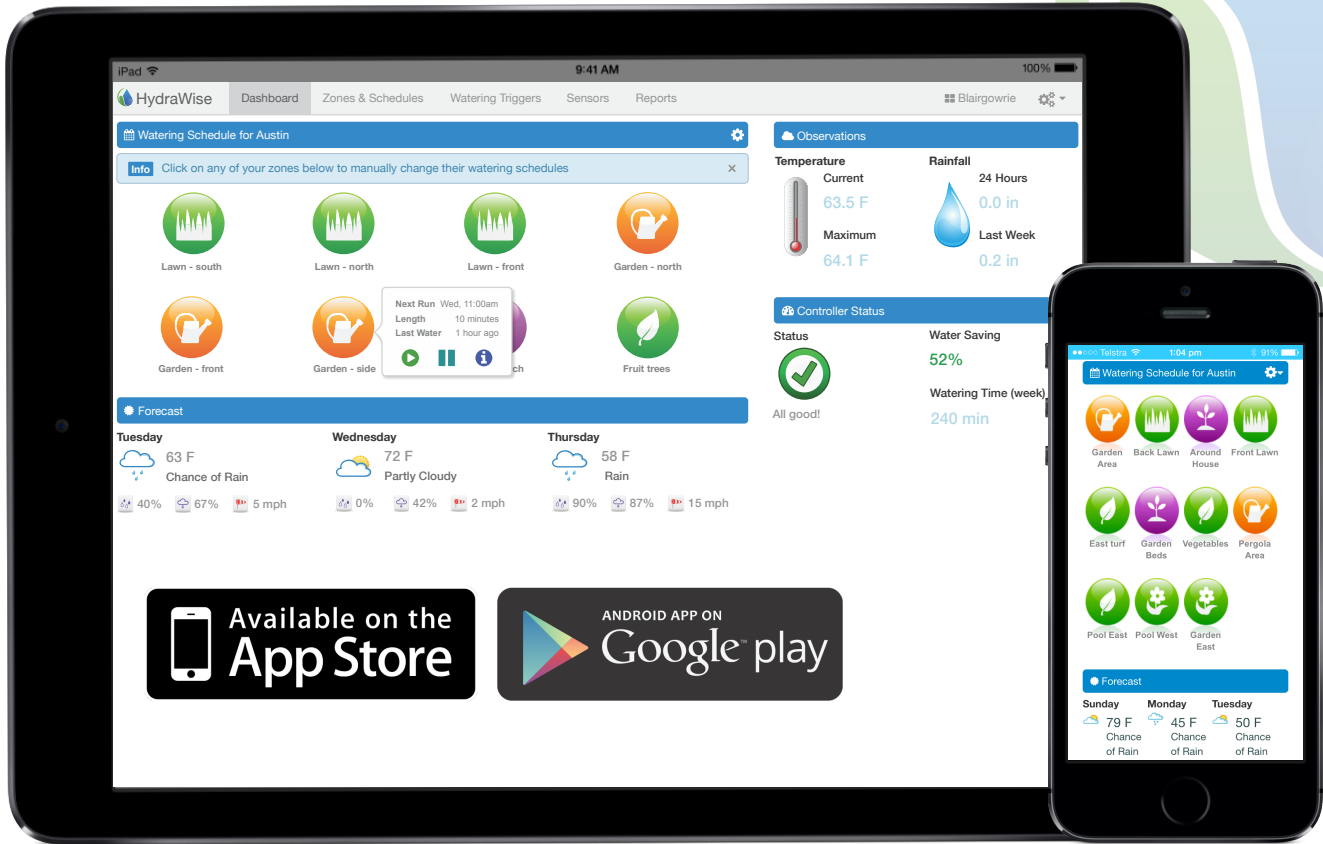 iPad 9:41 AM 100%
HydraWise Dashboard Zones & Schedules Watering Triggers Sensors Reports Blairgowrie
Watering Schedule for Austin
Info Click on any of your zones below to manually change their watering schedules ×
Lawn - south Lawn - north Lawn - front Garden - north
Next Run Wed, 11:00am
Length 10 minutes
Last Water 1 hour ago
Garden - front Garden - side ch Fruit trees
Forecast
Tuesday Wednesday Thursday
63 F 72 F 58 F
Chance of Rain Partly Cloudy Rain
40% 67% 5 mph 0% 42% 2 mph 90% 87% 15 mph
Observations
Temperature Rainfall
Current 24 Hours
63.5 F 0.0 in
Maximum Last Week
64.1 F 0.2 in
Controller Status
Status Water Saving
52%
Watering Time (week)
All good! 240 min
Available on the
App Store
ANDROID APP ON
Google™ play
Telstra 1:04 pm 91%
Watering Schedule for Austin
Garden Back Lawn Around Front Lawn
Area House
East turf Garden Vegetables Pergola
Beds Area
Pool East Pool West Garden
East
Forecast
Sunday Monday Tuesday
79 F 45 F 50 F
Chance Chance Chance
of Rain of Rain of Rain